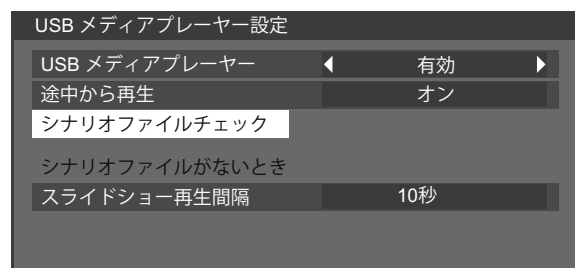 USB メディアプレーヤー設定
USB メディアプレーヤー 有効
途中から再生 オン
シナリオファイルチェック
シナリオファイルがないとき
スライドショー再生間隔 10秒